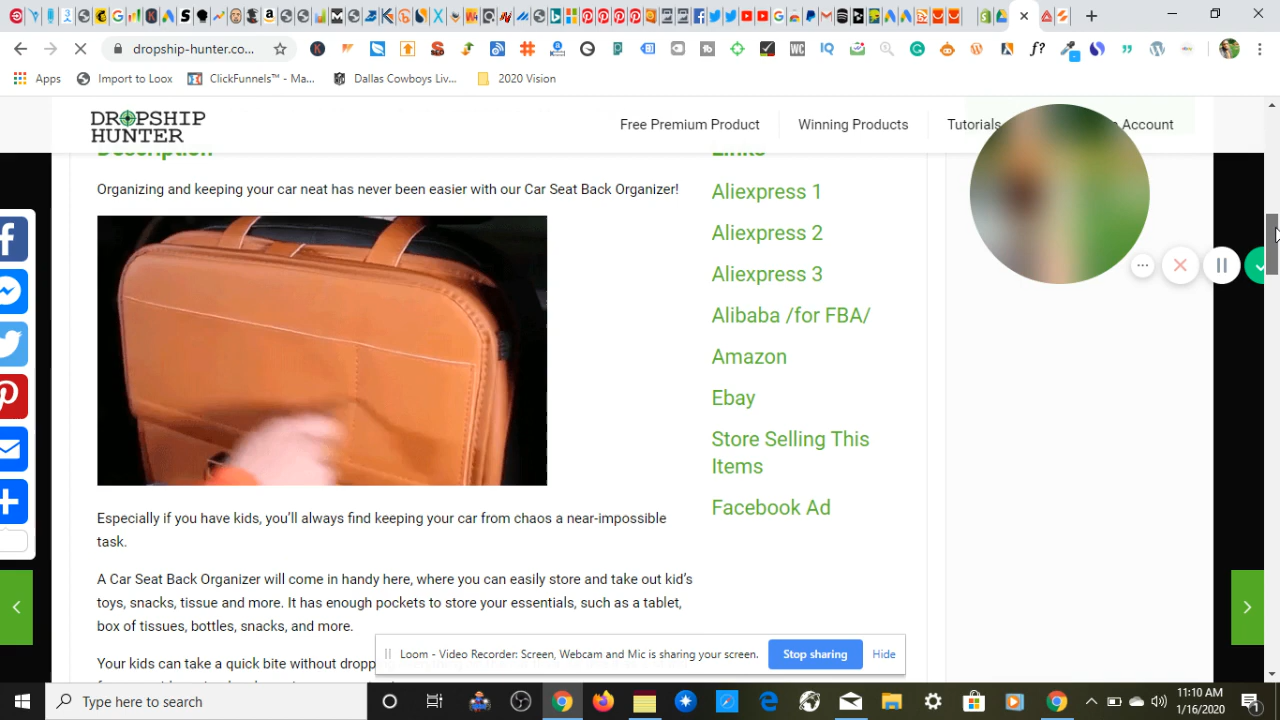 dropship-hunter.co...
Apps
Import to Loox
ClickFunnels™ - Ma...
Dallas Cowboys Liv...
2020 Vision
DROPSHIP
HUNTER
Free Premium Product
Winning Products
Tutorials
Account
Description
Links
Organizing and keeping your car neat has never been easier with our Car Seat Back Organizer!
Aliexpress 1
Aliexpress 2
Aliexpress 3
Alibaba /for FBA/
Amazon
Ebay
Store Selling This
Items
Facebook Ad
Especially if you have kids, you'll always find keeping your car from chaos a near-impossible
task.
A Car Seat Back Organizer will come in handy here, where you can easily store and take out kid's
toys, snacks, tissue and more. It has enough pockets to store your essentials, such as a tablet,
box of tissues, bottles, snacks, and more.
Your kids can take a quick bite without dropp
Loom - Video Recorder: Screen, Webcam and Mic is sharing your screen.
Stop sharing
Hide
Type here to search
11:10 AM
1/16/2020